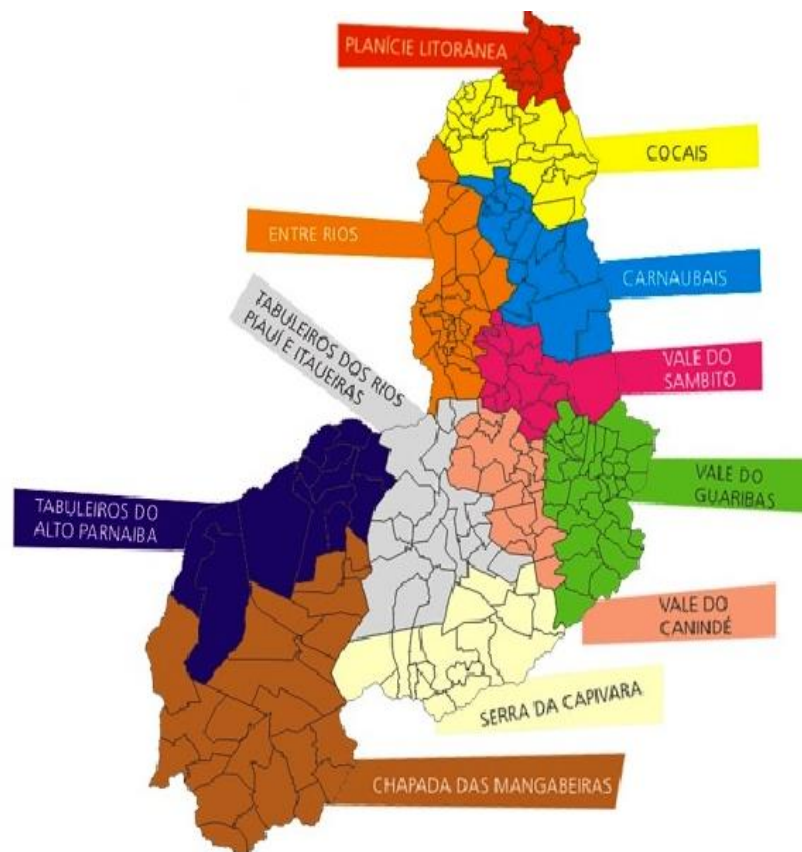 PLANÍCIE LITORÂNEA
COCAIS
ENTRE RIOS
CARNAUBAIS
TABULEIROS DOS RIOS
PIAUÍ E ITAUEIRAS
VALE DO
SAMBITO
VALE DO
GUARIBAS
TABULEIROS DO
ALTO PARNAIBA
VALE DO
CANINDÉ
SERRA DA CAPIVARA
CHAPADA DAS MANGABEIRAS